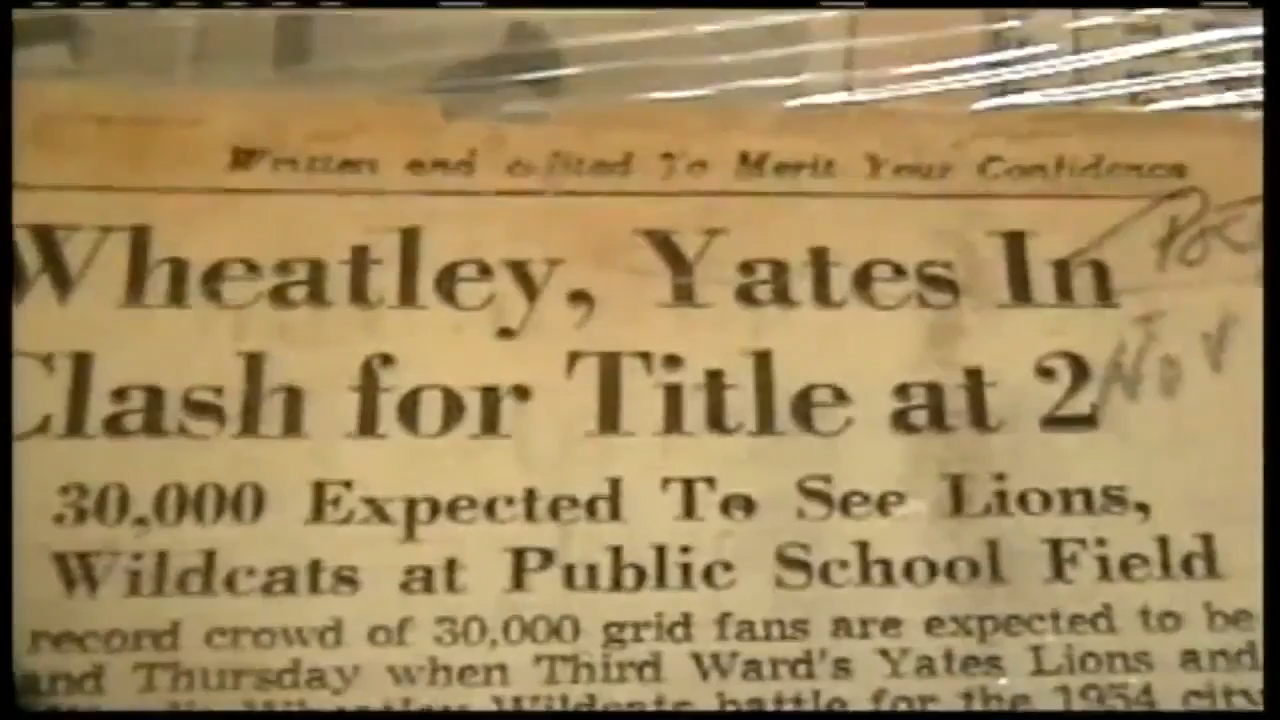 Written and edited To Merit Your Confidence
Wheatley, Yates In
Clash for Title at 2
Nov
30,000 Expected To See Lions,
Wildcats at Public School Field
record crowd of 30,000 grid fans are expected to be
and Thursday when Third Ward's Yates Lions and
Wheatley Wildcats battle for the 1954 city